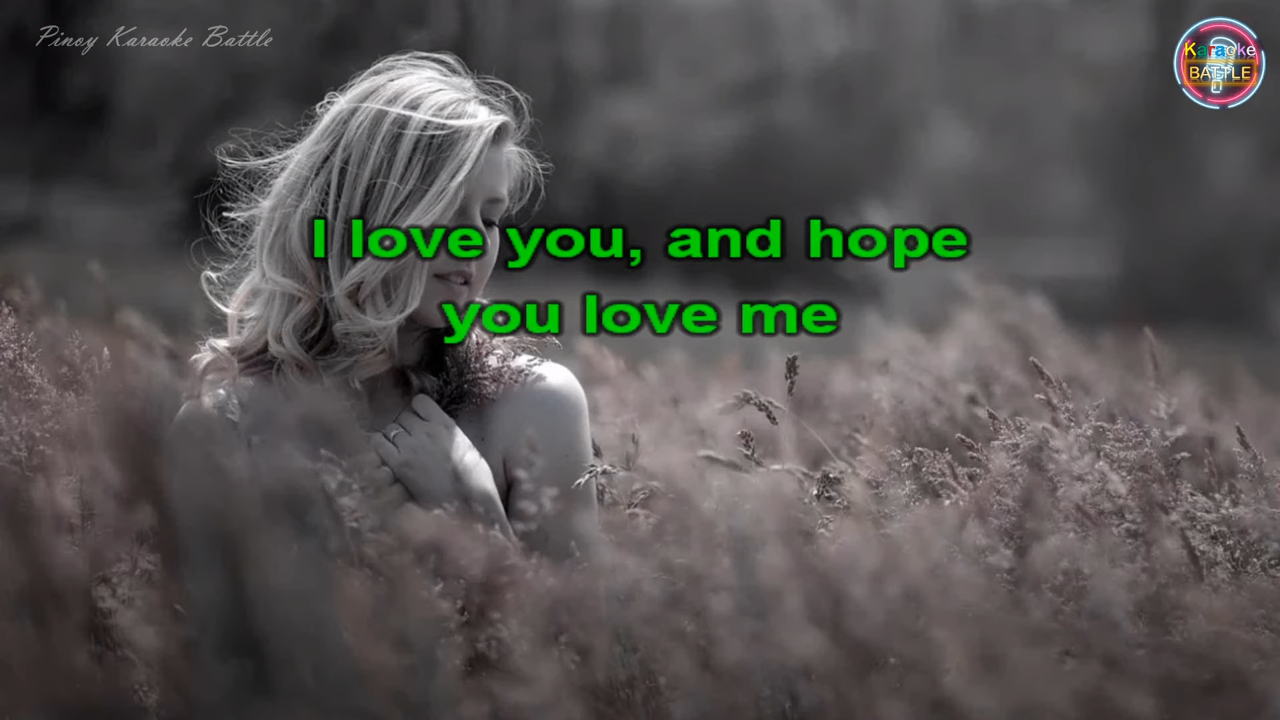 Pinoy Karaoke Battle
Karaoke
BATTLE
I love you, and hope
you love me